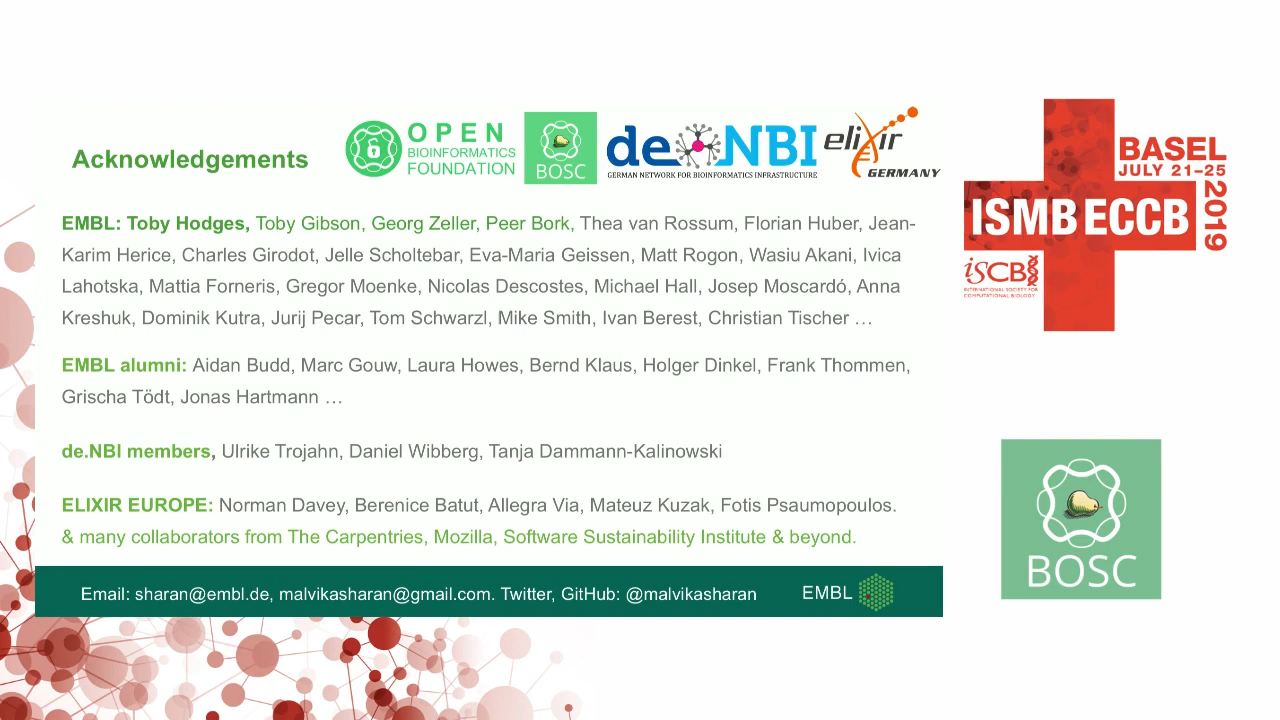 Acknowledgements
OPEN
BIOINFORMATICS
FOUNDATION
BOSC
de.NBI
GERMAN NETWORK FOR BIOINFORMATICS INFRASTRUCTURE
elixir
GERMANY
EMBL: Toby Hodges, Toby Gibson, Georg Zeller, Peer Bork, Thea van Rossum, Florian Huber, Jean-
Karim Herice, Charles Girodot, Jelle Scholtebar, Eva-Maria Geissen, Matt Rogon, Wasiu Akani, Ivica
Lahotska, Mattia Forneris, Gregor Moenke, Nicolas Descostes, Michael Hall, Josep Moscardó, Anna
Kreshuk, Dominik Kutra, Jurij Pecar, Tom Schwarzl, Mike Smith, Ivan Berest, Christian Tischer …
EMBL alumni: Aidan Budd, Marc Gouw, Laura Howes, Bernd Klaus, Holger Dinkel, Frank Thommen,
Grischa Tödt, Jonas Hartmann …
de.NBI members, Ulrike Trojahn, Daniel Wibberg, Tanja Dammann-Kalinowski
ELIXIR EUROPE: Norman Davey, Berenice Batut, Allegra Via, Mateuz Kuzak, Fotis Psaumopoulos.
& many collaborators from The Carpentries, Mozilla, Software Sustainability Institute & beyond.
Email: sharan@embl.de, malvikasharan@gmail.com. Twitter, GitHub: @malvikasharan
EMBL
BASEL
JULY 21–25
2019
ISMB ECCB
iSCB
INTERNATIONAL SOCIETY FOR
COMPUTATIONAL BIOLOGY
BOSC